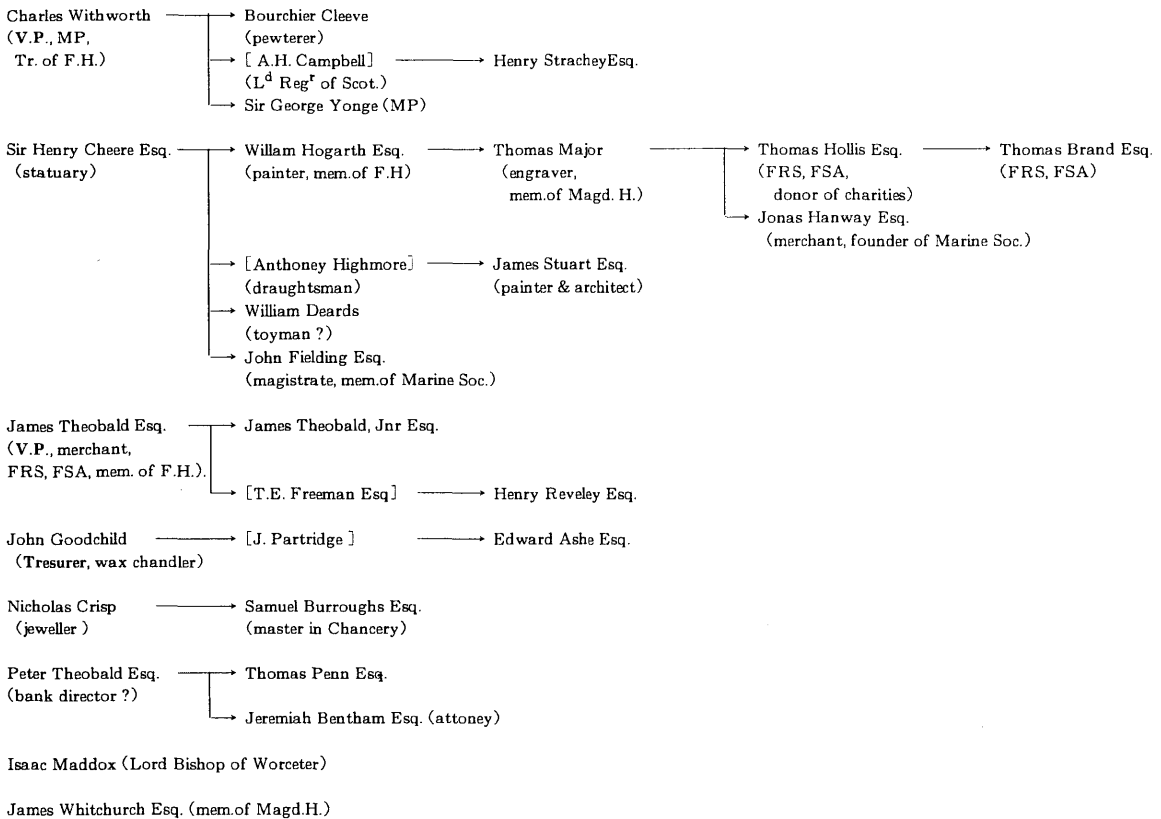 Charles Withworth
(V.P., MP,
Tr. of F.H.)
Bourchier Cleeve
(pewterer)
[ A.H. Campbell]
(Lᵈ Regʳ of Scot.)
Henry StracheyEsq.
Sir George Yonge (MP)
Sir Henry Cheere Esq.
(statuary)
Willam Hogarth Esq.
(painter, mem. of F.H)
Thomas Major
(engraver,
mem.of Magd. H.)
Thomas Hollis Esq.
(FRS, FSA,
donor of charities)
Thomas Brand Esq.
(FRS, FSA)
Jonas Hanway Esq.
(merchant, founder of Marine Soc.)
[Anthoney Highmore]
(draughtsman)
James Stuart Esq.
(painter & architect)
William Deards
(toyman ?)
John Fielding Esq.
(magistrate, mem.of Marine Soc.)
James Theobald Esq.
(V.P., merchant,
FRS, FSA, mem. of F.H.).
James Theobald, Jnr Esq.
[T.E. Freeman Esq]
Henry Reveley Esq.
John Goodchild
(Tresurer, wax chandler)
[J. Partridge ]
Edward Ashe Esq.
Nicholas Crisp
(jeweller )
Samuel Burroughs Esq.
(master in Chancery)
Peter Theobald Esq.
(bank director ?)
Thomas Penn Esq.
Jeremiah Bentham Esq. (attoney)
Isaac Maddox (Lord Bishop of Worceter)
James Whitchurch Esq. (mem.of Magd.H.)